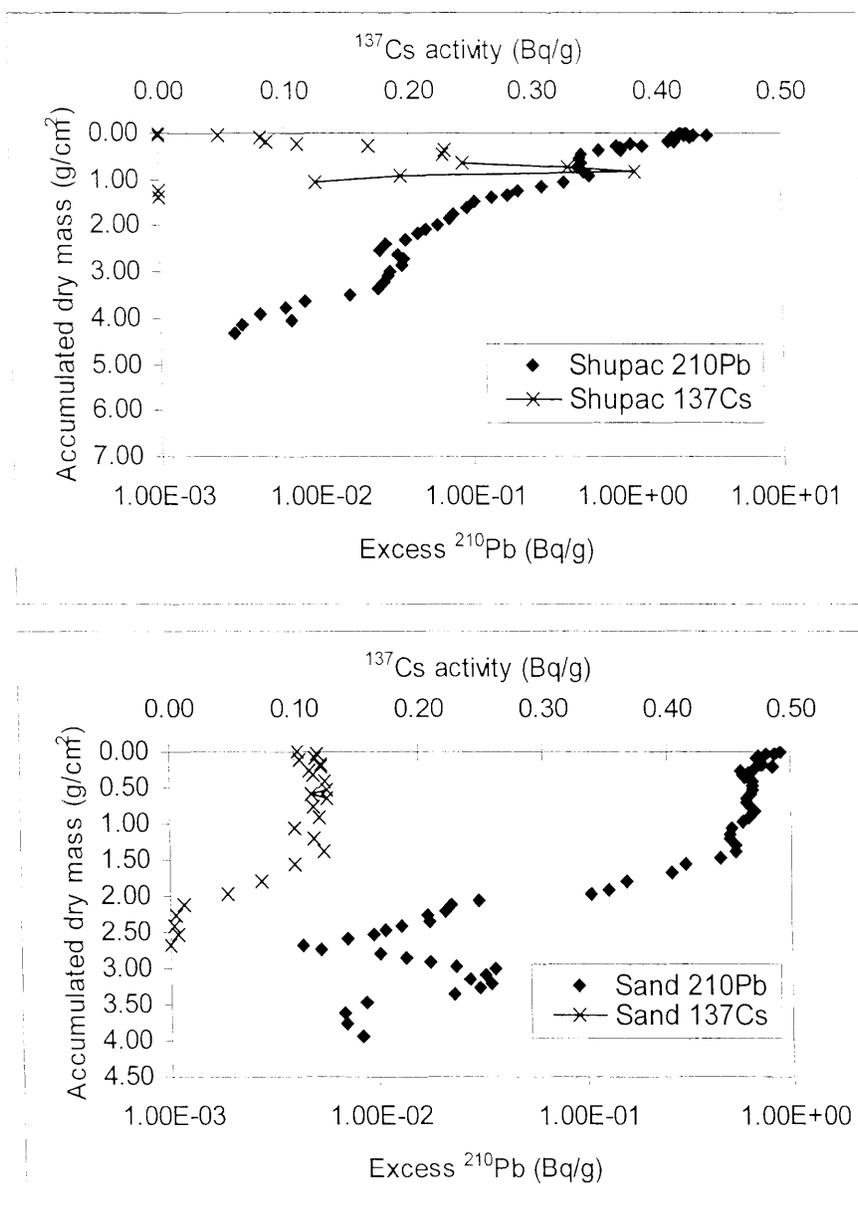 ¹³⁷Cs activity (Bq/g)
0.00 0.10 0.20 0.30 0.40 0.50
Accumulated dry mass (g/cm²)
0.00
1.00
2.00
3.00
4.00
5.00
6.00
7.00
Shupac 210Pb
Shupac 137Cs
1.00E-03 1.00E-02 1.00E-01 1.00E+00 1.00E+01
Excess ²¹⁰Pb (Bq/g)
¹³⁷Cs activity (Bq/g)
0.00 0.10 0.20 0.30 0.40 0.50
Accumulated dry mass (g/cm²)
0.00
0.50
1.00
1.50
2.00
2.50
3.00
3.50
4.00
4.50
Sand 210Pb
Sand 137Cs
1.00E-03 1.00E-02 1.00E-01 1.00E+00
Excess ²¹⁰Pb (Bq/g)